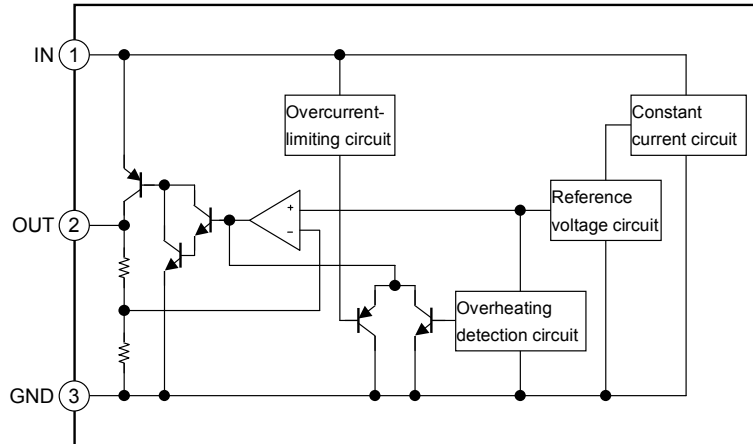 IN 1
Overcurrent-
limiting circuit
Constant
current circuit
Reference
voltage circuit
OUT 2
+
−
Overheating
detection circuit
GND 3